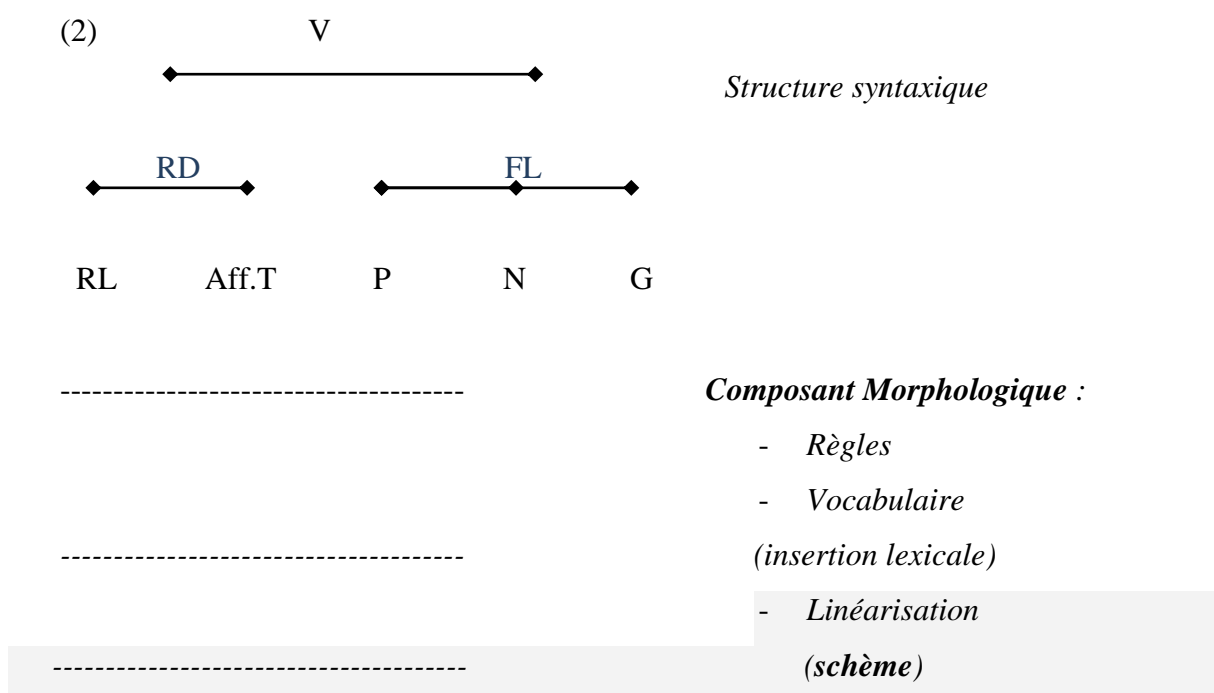 (2) V
Structure syntaxique
RD FL
RL Aff.T P N G
--------------------------------------- Composant Morphologique :
- Règles
- Vocabulaire
--------------------------------------- (insertion lexicale)
- Linéarisation
---------------------------------------- (schème)